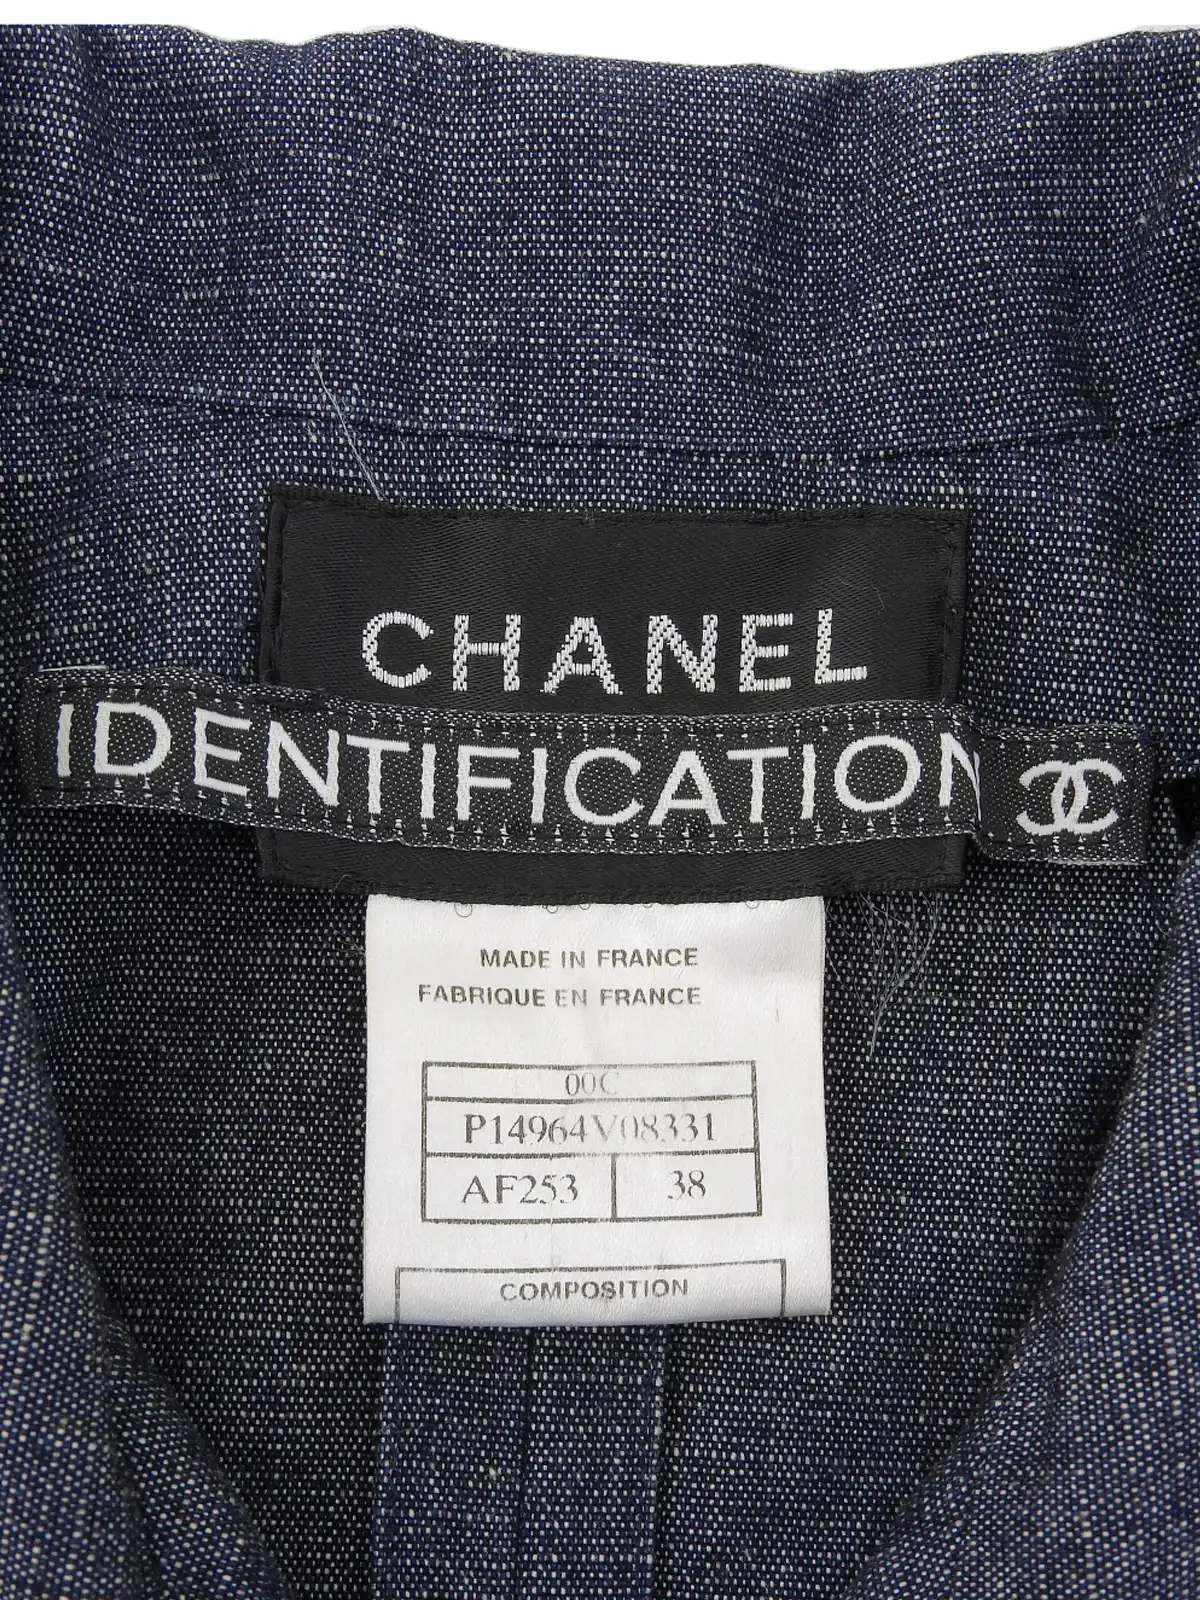 CHANEL
IDENTIFICATION
MADE IN FRANCE
FABRIQUE EN FRANCE
00C
P14964V08331
AF253 38
COMPOSITION